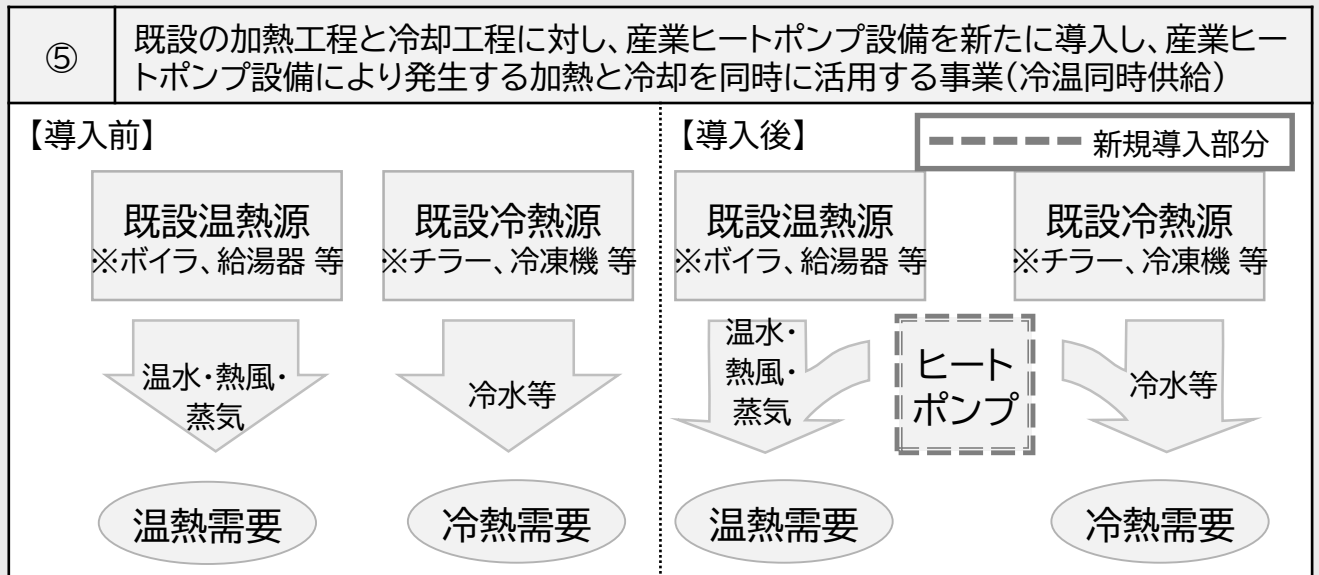 ⑤
既設の加熱工程と冷却工程に対し、産業ヒートポンプ設備を新たに導入し、産業ヒー
トポンプ設備により発生する加熱と冷却を同時に活用する事業(冷温同時供給)
【導入前】
既設温熱源
※ボイラ、給湯器 等
既設冷熱源
※チラー、冷凍機 等
温水・熱風・
蒸気
冷水等
温熱需要
冷熱需要
【導入後】
新規導入部分
既設温熱源
※ボイラ、給湯器 等
既設冷熱源
※チラー、冷凍機 等
温水・
熱風・
蒸気
ヒート
ポンプ
冷水等
温熱需要
冷熱需要